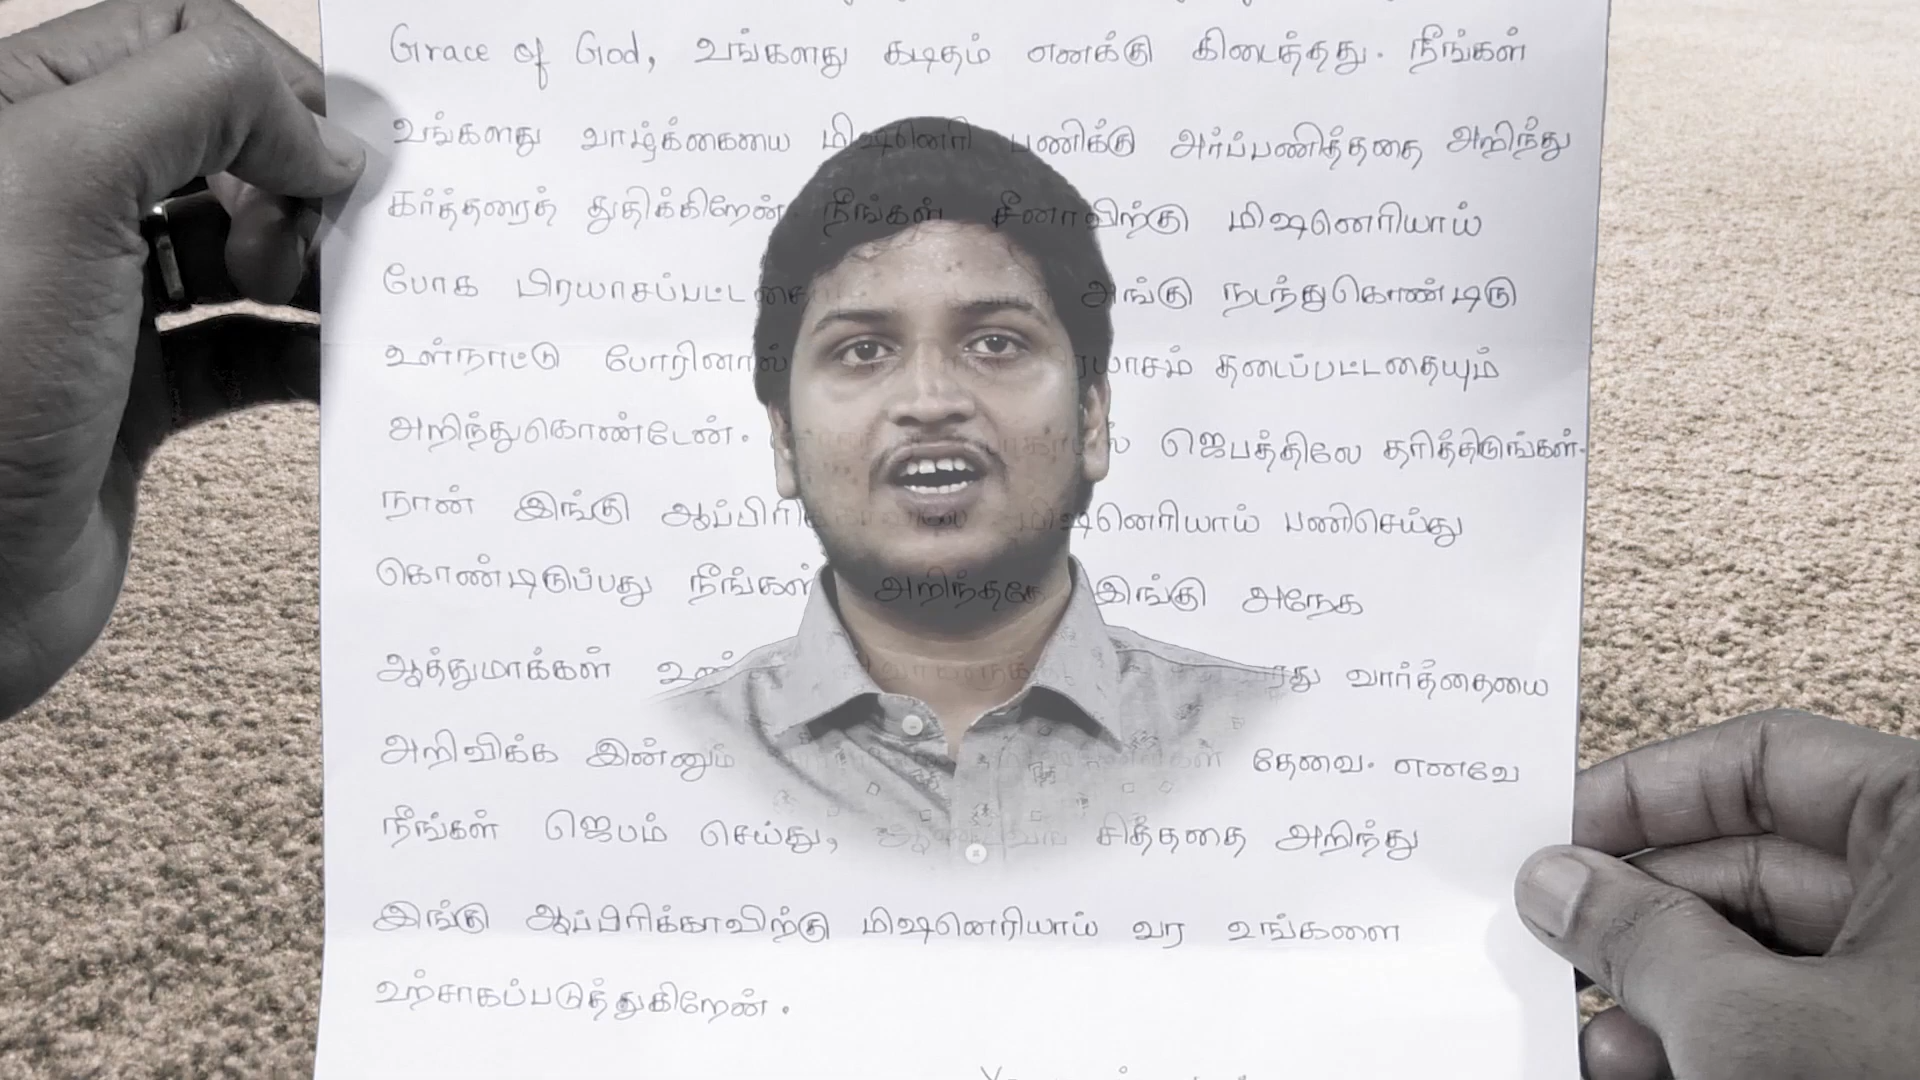 Grace of God, உங்களது கடிதம் எனக்கு கிடைத்தது. நீங்கள்
உங்களது வாழ்க்கையை மிஷனெரி பணிக்கு அர்ப்பணித்ததை அறிந்து
கர்த்தரைத் துதிக்கிறேன். நீங்கள் சீனாவிற்கு மிஷனெரியாய்
போக பிரயாசப்பட்டதை அங்கு நடந்துகொண்டிரு
உள்நாட்டு போரினால் தடைப்பட்டதையும்
அறிந்துகொண்டேன். ஜெபத்திலே தரித்திருங்கள்.
நான் இங்கு மிஷனெரியாய் பணிசெய்து
கொண்டிருப்பது நீங்கள் அறிந்ததே இங்கு அநேக
ஆத்துமாக்கள் வார்த்தையை
அறிவிக்க இன்னும் தேவை. எனவே
நீங்கள் ஜெபம் செய்து, சித்தத்தை அறிந்து
இங்கு ஆப்பிரிக்காவிற்கு மிஷனெரியாய் வர உங்களை
உற்சாகப்படுத்துகிறேன்.